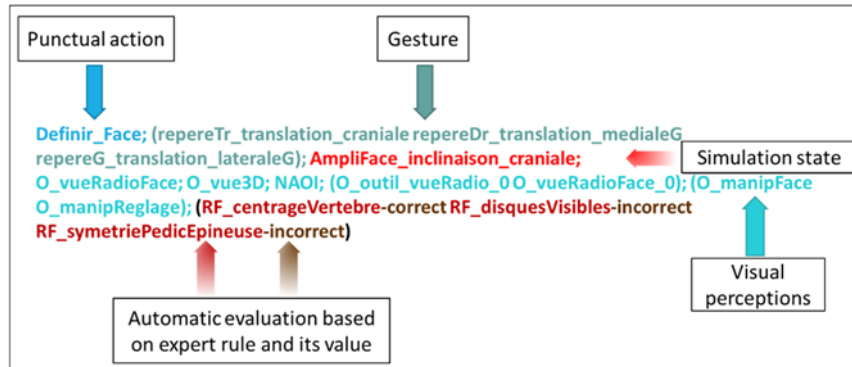 Punctual action
Gesture
Definir_Face; (repereTr_translation_craniale repereDr_translation_medialeG
repereG_translation_lateraleG); AmpliFace_inclinaison_craniale;
Simulation state
O_vueRadioFace; O_vue3D; NAOI; (O_outil_vueRadio_0 O_vueRadioFace_0); (O_manipFace
O_manipReglage); (RF_centrageVertebre-correct RF_disquesVisibles-incorrect
RF_symetriePedicEpineuse-incorrect)
Visual
perceptions
Automatic evaluation based
on expert rule and its value